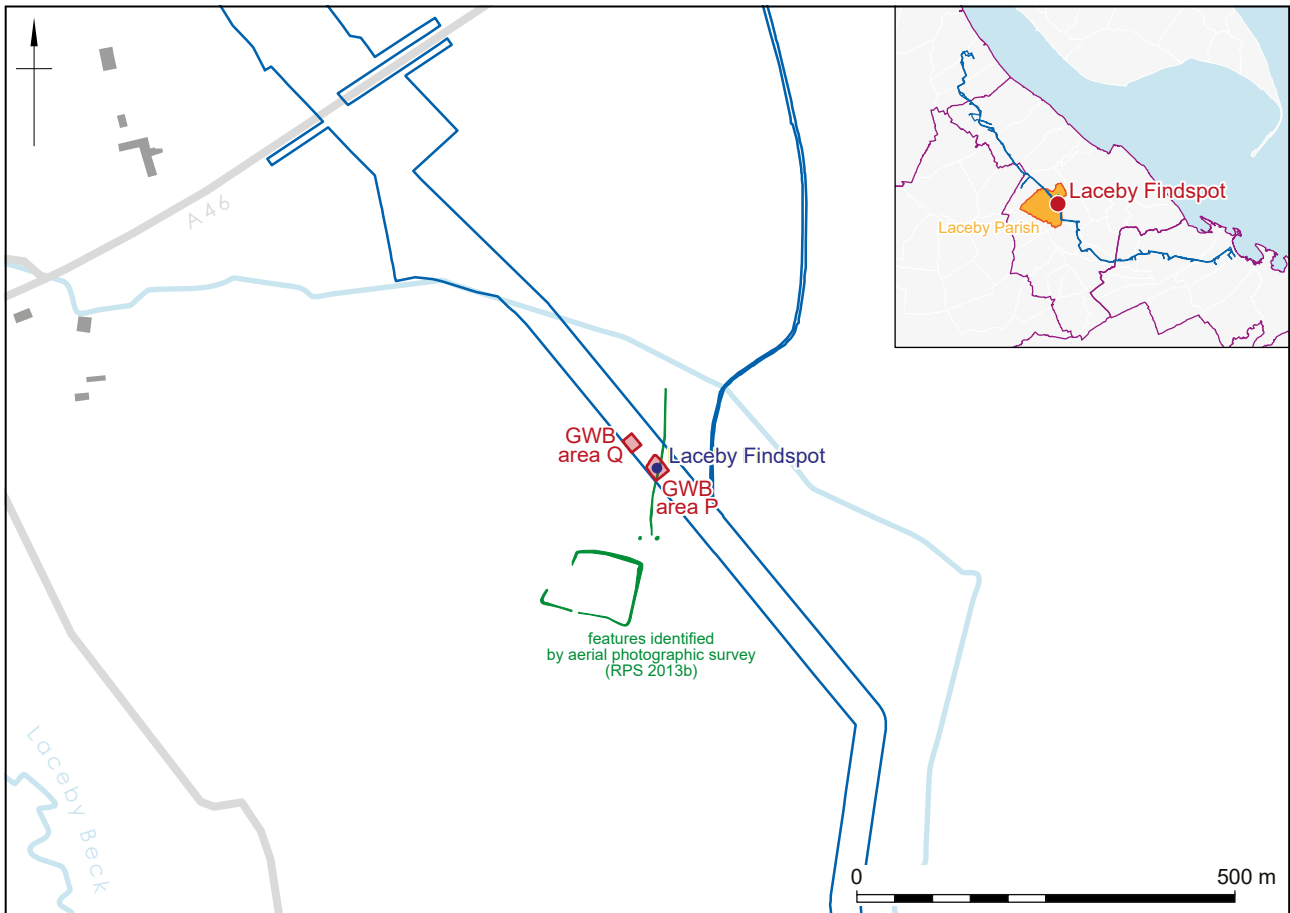 A46
Laceby Findspot
Laceby Parish
GWB
area Q
Laceby Findspot
GWB
area P
features identified
by aerial photographic survey
(RPS 2013b)
Laceby Beck
0
500 m